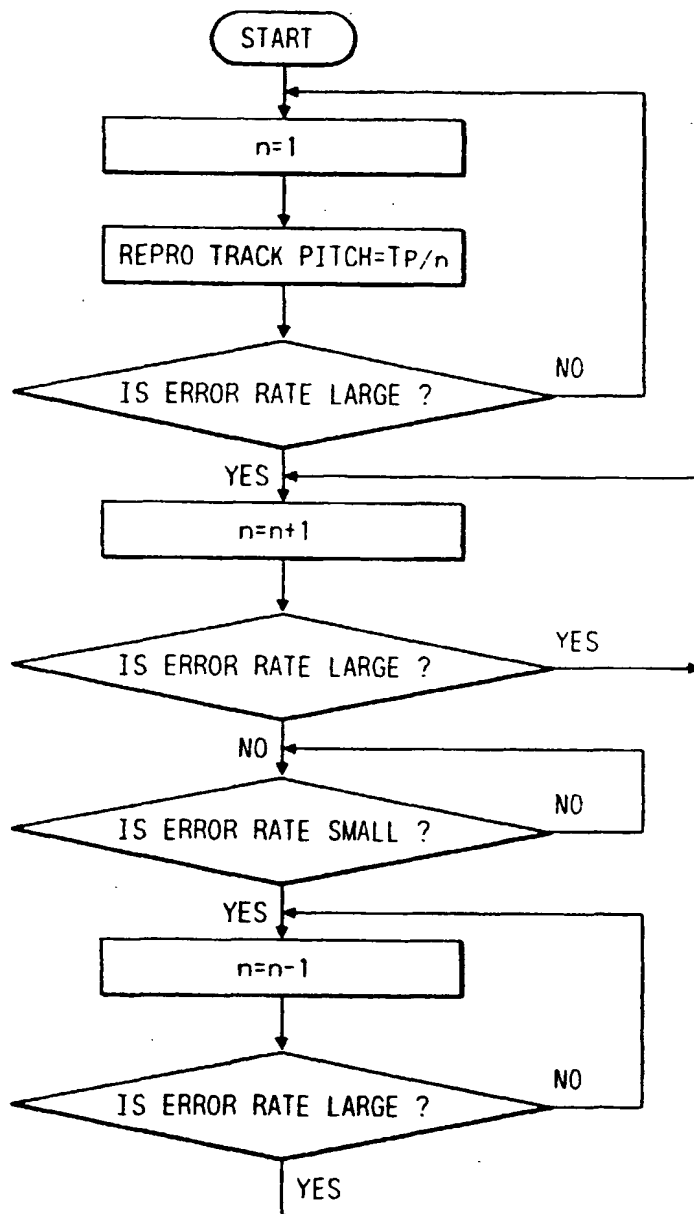 START
n=1
REPRO TRACK PITCH=TP/n
IS ERROR RATE LARGE ?
NO
YES
n=n+1
IS ERROR RATE LARGE ?
YES
NO
IS ERROR RATE SMALL ?
NO
YES
n=n-1
IS ERROR RATE LARGE ?
NO
YES